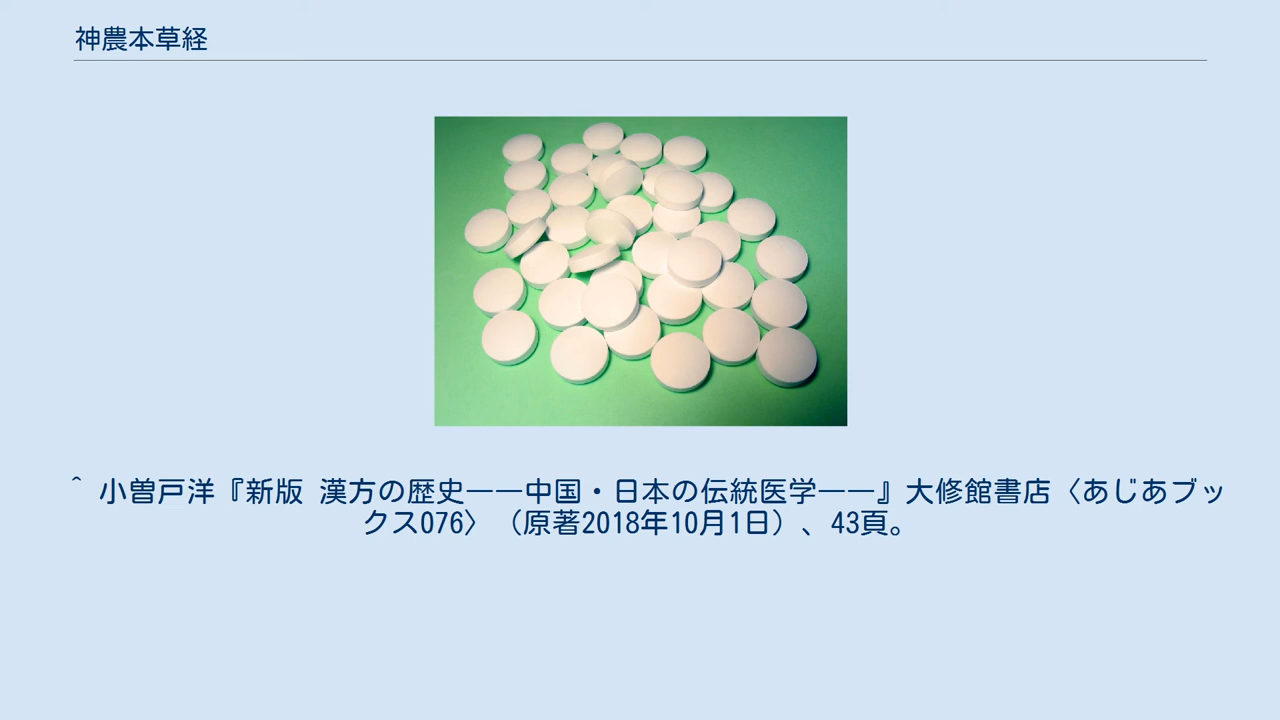 神農本草経
^ 小曽戸洋『新版 漢方の歴史――中国・日本の伝統医学――』大修館書店〈あじあブッ
クス076〉（原著2018年10月1日）、43頁。